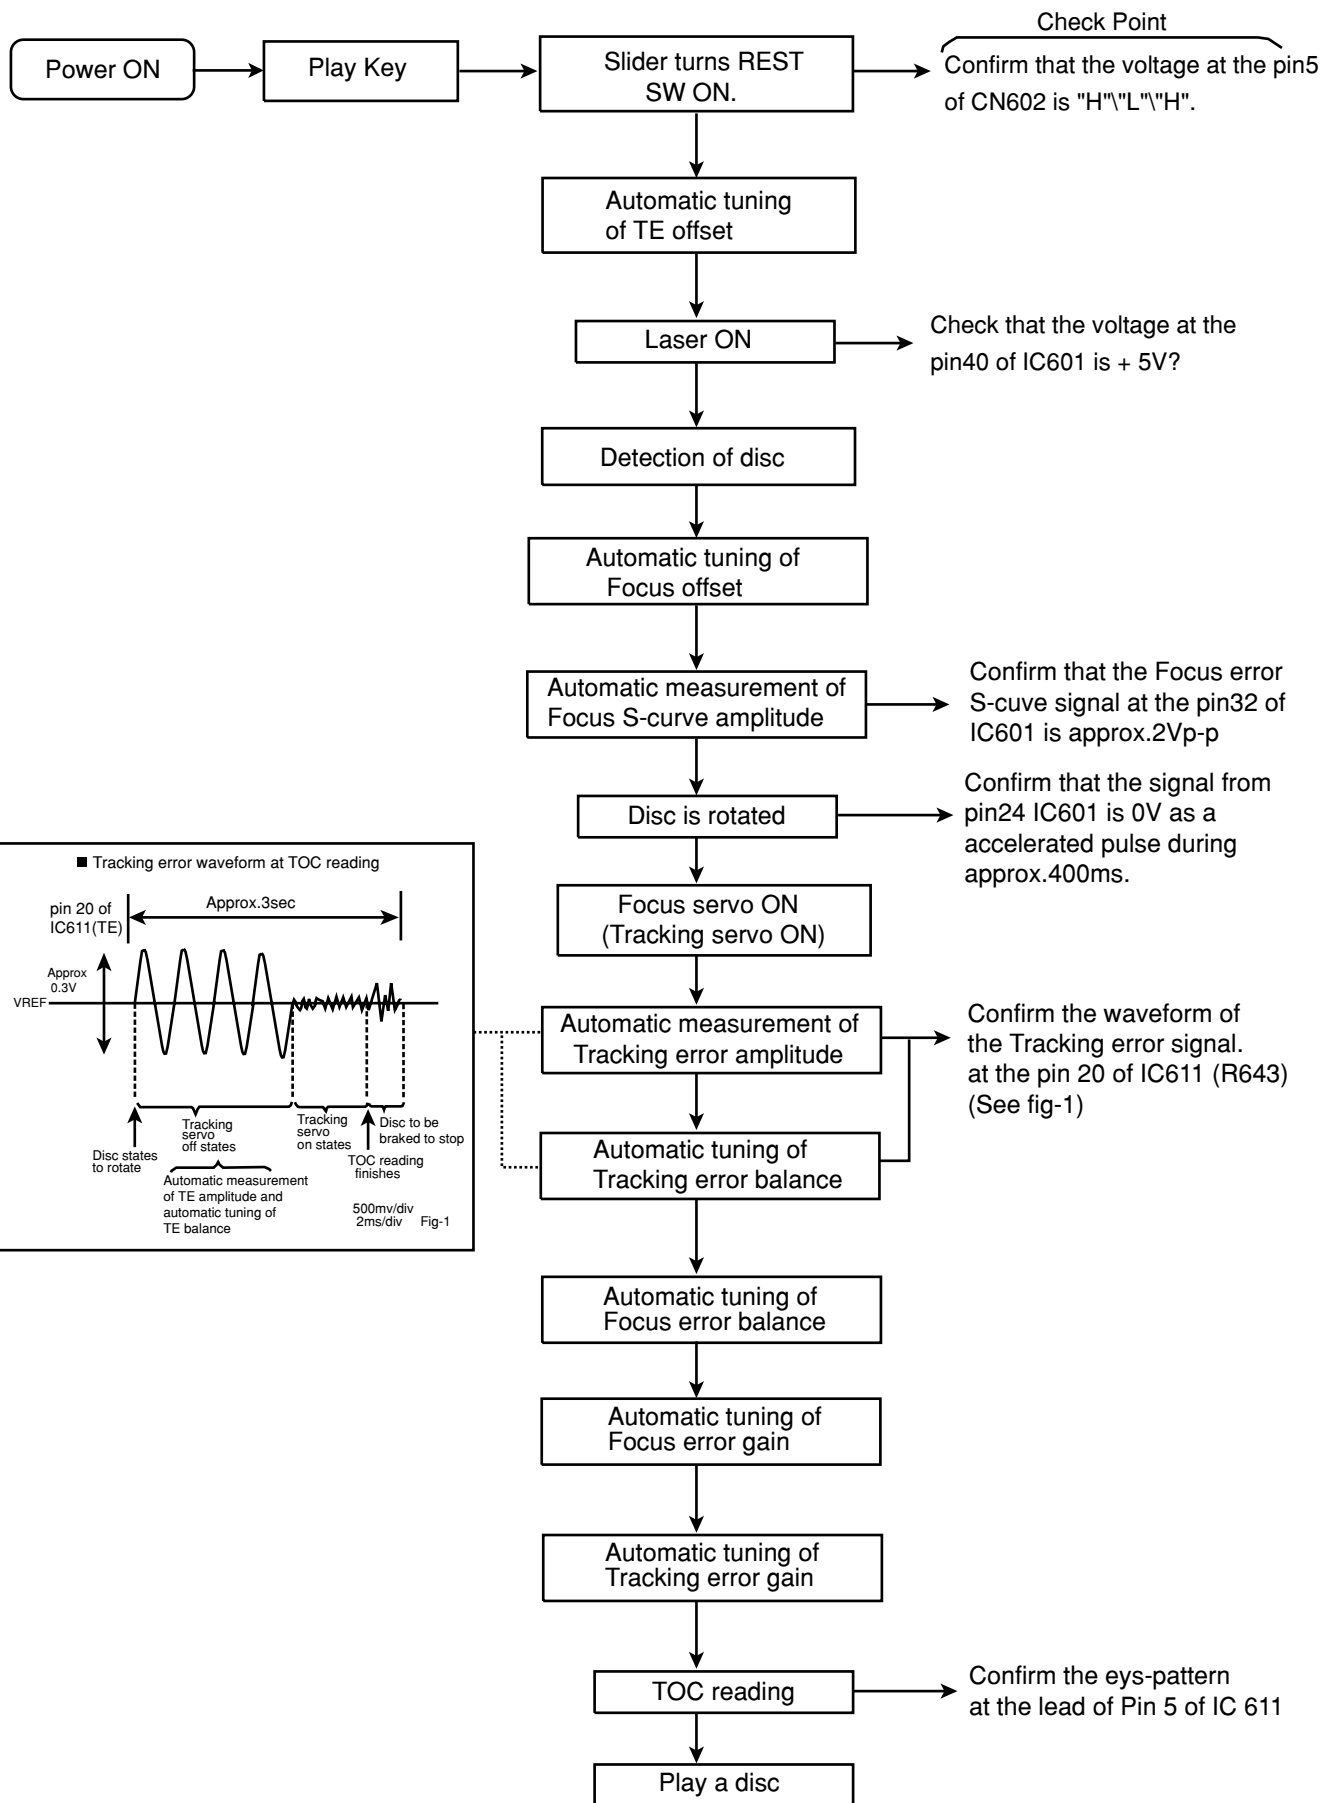 Check Point
Power ON
Play Key
Slider turns REST
SW ON.
Confirm that the voltage at the pin5
of CN602 is "H"\"L"\"H".
Automatic tuning
of TE offset
Laser ON
Check that the voltage at the
pin40 of IC601 is + 5V?
Detection of disc
Automatic tuning of
Focus offset
Automatic measurement of
Focus S-curve amplitude
Confirm that the Focus error
S-cuve signal at the pin32 of
IC601 is approx.2Vp-p
Disc is rotated
Confirm that the signal from
pin24 IC601 is 0V as a
accelerated pulse during
approx.400ms.
Focus servo ON
(Tracking servo ON)
■ Tracking error waveform at TOC reading
pin 20 of
IC611(TE)
Approx.3sec
Approx
0.3V
VREF
Disc states
to rotate
Tracking
servo
off states
Tracking
servo
on states
Disc to be
braked to stop
TOC reading
finishes
Automatic measurement
of TE amplitude and
automatic tuning of
TE balance
500mv/div
2ms/div
Fig-1
Automatic measurement of
Tracking error amplitude
Confirm the waveform of
the Tracking error signal.
at the pin 20 of IC611 (R643)
(See fig-1)
Automatic tuning of
Tracking error balance
Automatic tuning of
Focus error balance
Automatic tuning of
Focus error gain
Automatic tuning of
Tracking error gain
TOC reading
Confirm the eys-pattern
at the lead of Pin 5 of IC 611
Play a disc